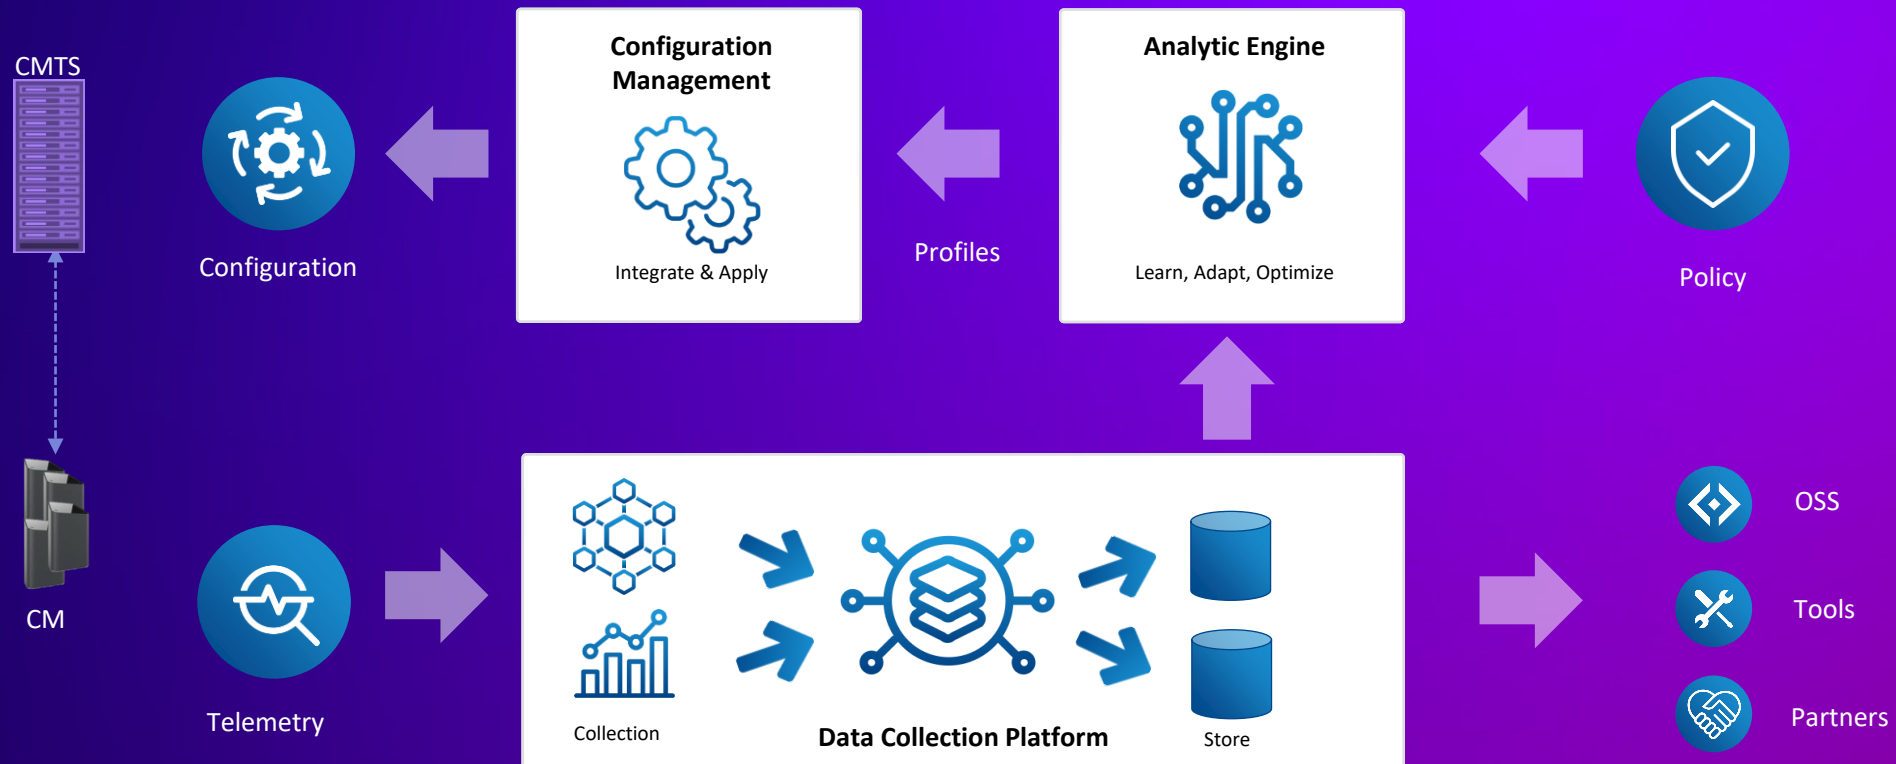 CMTS
Configuration
Configuration
Management
Integrate & Apply
Profiles
Analytic Engine
Learn, Adapt, Optimize
Policy
CM
Telemetry
Collection
Data Collection Platform
Store
OSS
Tools
Partners